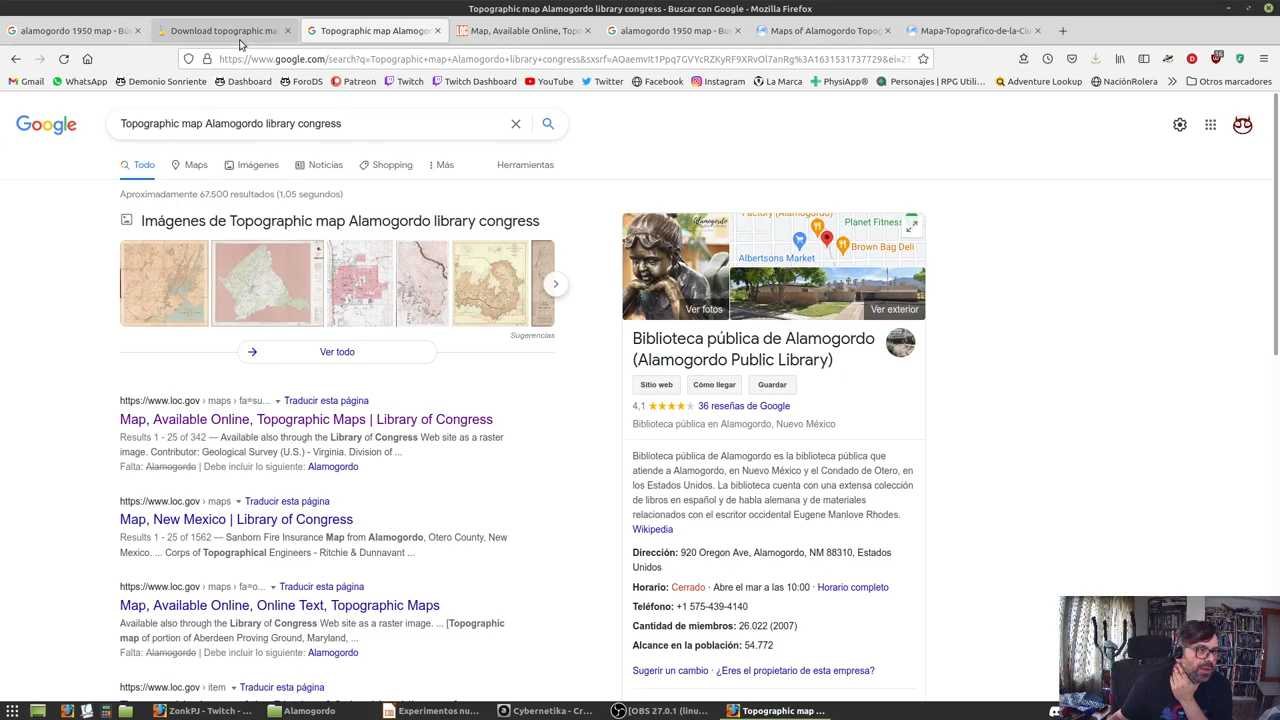 Topographic map Alamogordo library congress - Buscar con Google - Mozilla Firefox
alamogordo 1950 map - Bus
Download topographic ma
Topographic map Alamogo
Map, Available Online, Top
alamogordo 1950 map - Bus
Maps of Alamogordo Topog
Mapa-Topografico-de-la-Ciu
https://www.google.com/search?q=Topographic+map+Alamogordo+library+congress&sxsrf=
Gmail WhatsApp Demonio Sonriente Dashboard ForoDS Patreon Twitch Twitch Dashboard YouTube Twitter Facebook Instagram La Marca PhysiApp® Personajes | RPG Utili... Adventure Lookup NaciónRolera Otros marcadores
Google
Topographic map Alamogordo library congress
Todo Maps Imágenes Noticias Shopping Más Herramientas
Aproximadamente 67.500 resultados (1,05 segundos)
Imágenes de Topographic map Alamogordo library congress
Sugerencias
Ver todo
https://www.loc.gov › maps › fa=su... Traducir esta página
Map, Available Online, Topographic Maps | Library of Congress
Results 1 - 25 of 342 — Available also through the Library of Congress Web site as a raster
image. Contributor: Geological Survey (U.S.) - Virginia. Division of ...
Falta: Alamogordo | Debe incluir lo siguiente: Alamogordo
https://www.loc.gov › maps Traducir esta página
Map, New Mexico | Library of Congress
Results 1 - 25 of 1562 — Sanborn Fire Insurance Map from Alamogordo, Otero County, New
Mexico. ... Corps of Topographical Engineers - Ritchie & Dunnavant ...
https://www.loc.gov › maps › fa=o... Traducir esta página
Map, Available Online, Online Text, Topographic Maps
Available also through the Library of Congress Web site as a raster image. ... [Topographic
map of portion of Aberdeen Proving Ground, Maryland, ...
Falta: Alamogordo | Debe incluir lo siguiente: Alamogordo
https://www.loc.gov › item Traducir esta página
Alamogordo
Ver fotos
Factory (Alamogordo)
Planet Fitness
Albertsons Market
Brown Bag Deli
Ver exterior
Biblioteca pública de Alamogordo
(Alamogordo Public Library)
Sitio web Cómo llegar Guardar
4,1 36 reseñas de Google
Biblioteca pública en Alamogordo, Nuevo México
Biblioteca pública de Alamogordo es la biblioteca pública que
atiende a Alamogordo, en Nuevo México y el Condado de Otero, en
los Estados Unidos. La biblioteca cuenta con una extensa colección
de libros en español y de habla alemana y de materiales
relacionados con el escritor occidental Eugene Manlove Rhodes.
Wikipedia
Dirección: 920 Oregon Ave, Alamogordo, NM 88310, Estados
Unidos
Horario: Cerrado · Abre el mar a las 10:00 · Horario completo
Teléfono: +1 575-439-4140
Cantidad de miembros: 26.022 (2007)
Alcance en la población: 54.772
Sugerir un cambio · ¿Eres el propietario de esta empresa?
ZonkPJ - Twitch - ... Alamogordo Experimentos nu... Cybernetika - Cr... [OBS 27.0.1 (linu... Topographic map ...